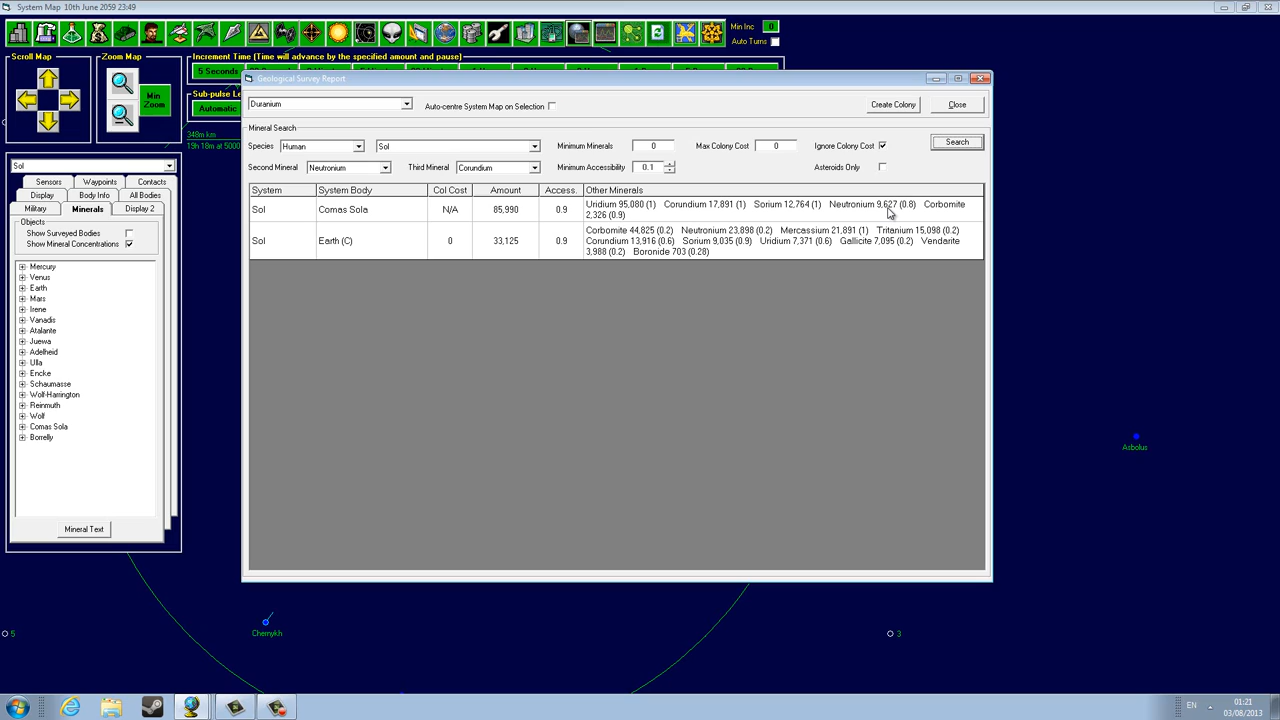 System Map 10th June 2059 23:49
Min Inc 0
Auto Turns
Scroll Map
Zoom Map
Min Zoom
Increment Time (Time will advance by the specified amount and pause)
5 Seconds
Sub-pulse Le
Automatic
348m km
19h 18m at 5000
Geological Survey Report
Duranium
Auto-centre System Map on Selection
Create Colony
Close
Mineral Search
Species Human Sol Minimum Minerals 0 Max Colony Cost 0 Ignore Colony Cost
Search
Second Mineral Neutronium Third Mineral Corundium Minimum Accessibility 0.1 Asteroids Only
System System Body Col Cost Amount Access. Other Minerals
Sol Comas Sola N/A 85,990 0.9 Uridium 95,080 (1) Corundium 17,891 (1) Sorium 12,764 (1) Neutronium 9,627 (0.8) Corbomite
2,326 (0.9)
Sol Earth (C) 0 33,125 0.9 Corbomite 44,825 (0.2) Neutronium 23,898 (0.2) Mercassium 21,891 (1) Tritanium 15,098 (0.2)
Corundium 13,916 (0.6) Sorium 9,035 (0.9) Uridium 7,371 (0.6) Gallicite 7,095 (0.2) Vendarite
3,988 (0.2) Boronide 703 (0.28)
Sol
Sensors Waypoints Contacts
Display Body Info All Bodies
Military Minerals Display 2
Objects
Show Surveyed Bodies
Show Mineral Concentrations
Mercury
Venus
Earth
Mars
Irene
Vanadis
Atalante
Juewa
Adelheid
Ulla
Encke
Schaumasse
Wolf-Harrington
Reinmuth
Wolf
Comas Sola
Borrelly
Mineral Text
Asbolus
Chernykh
5
3
EN
01:21
03/08/2013